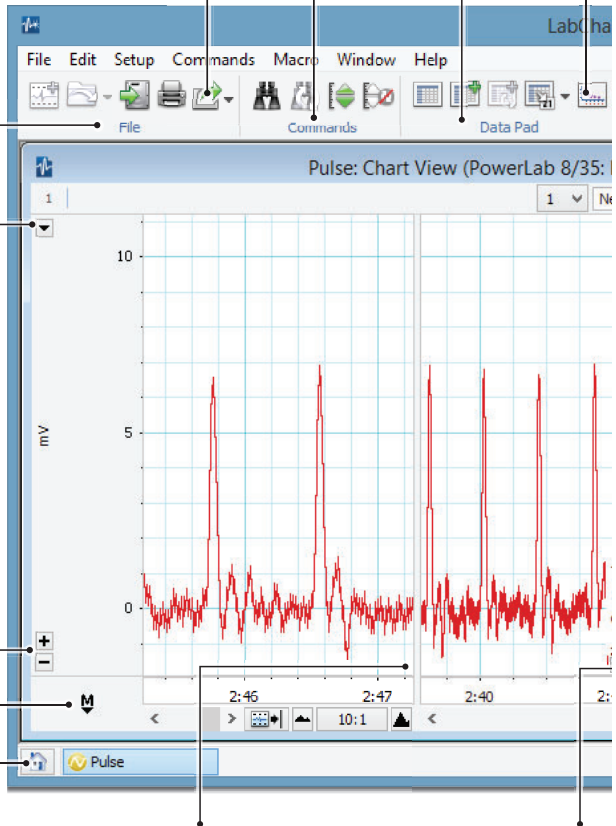 LabCha
File Edit Setup Commands Macro Window Help
File Commands Data Pad
Pulse: Chart View (PowerLab 8/35:
1 1 Ne
10
5
mV
0
+
−
M
2:46 2:47 2:40 2:
10:1
Pulse